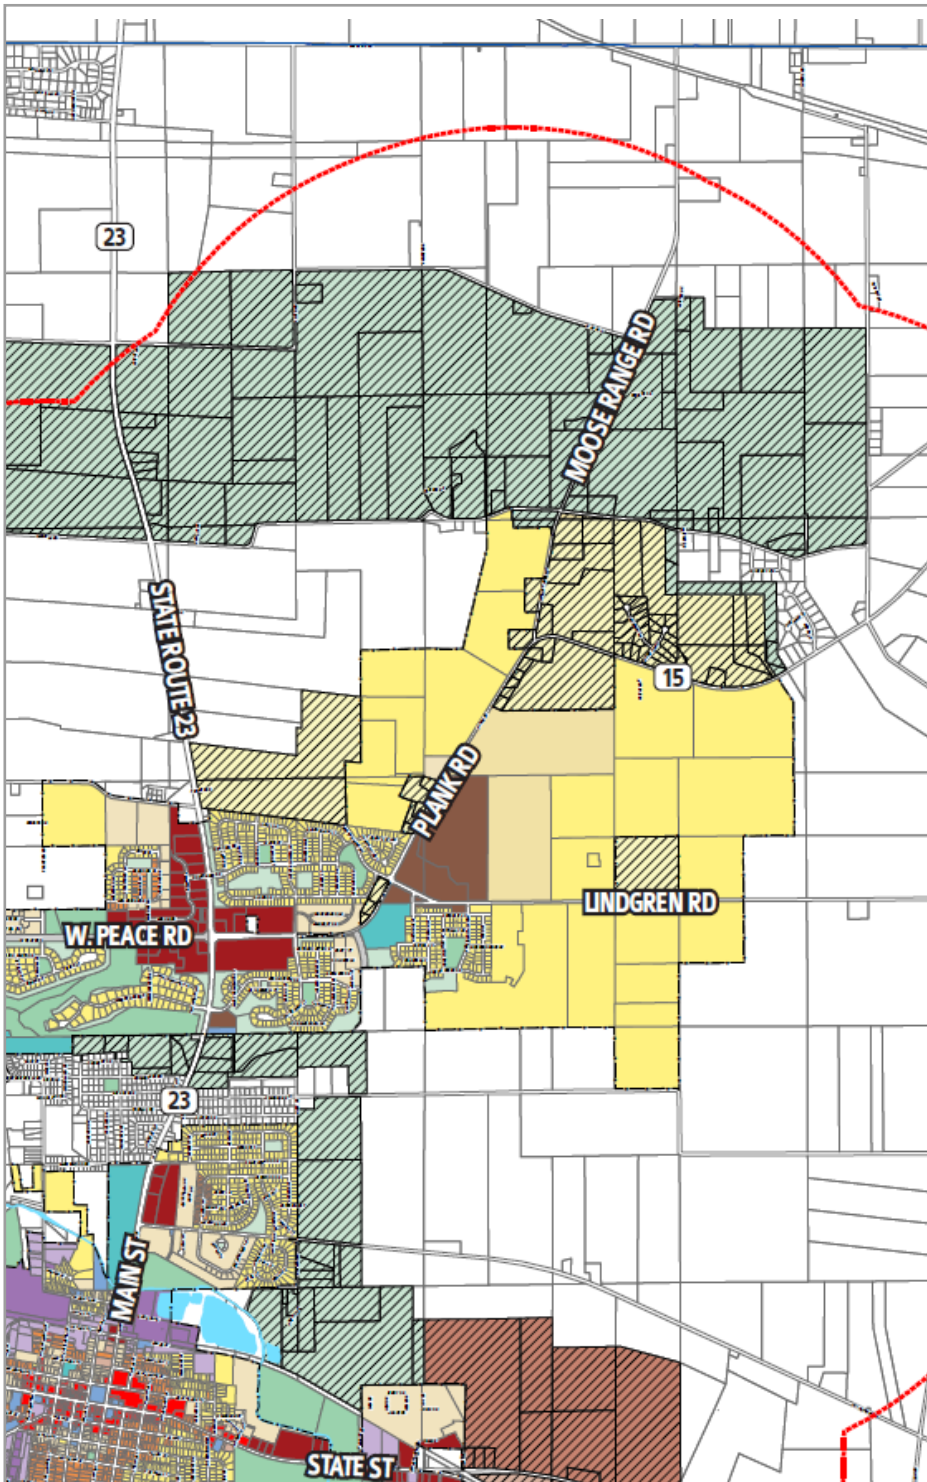 23
MOOSE RANGE RD
STATE ROUTE 23
15
PLANK RD
LINDGREN RD
W. PEACE RD
23
MAIN ST
STATE ST